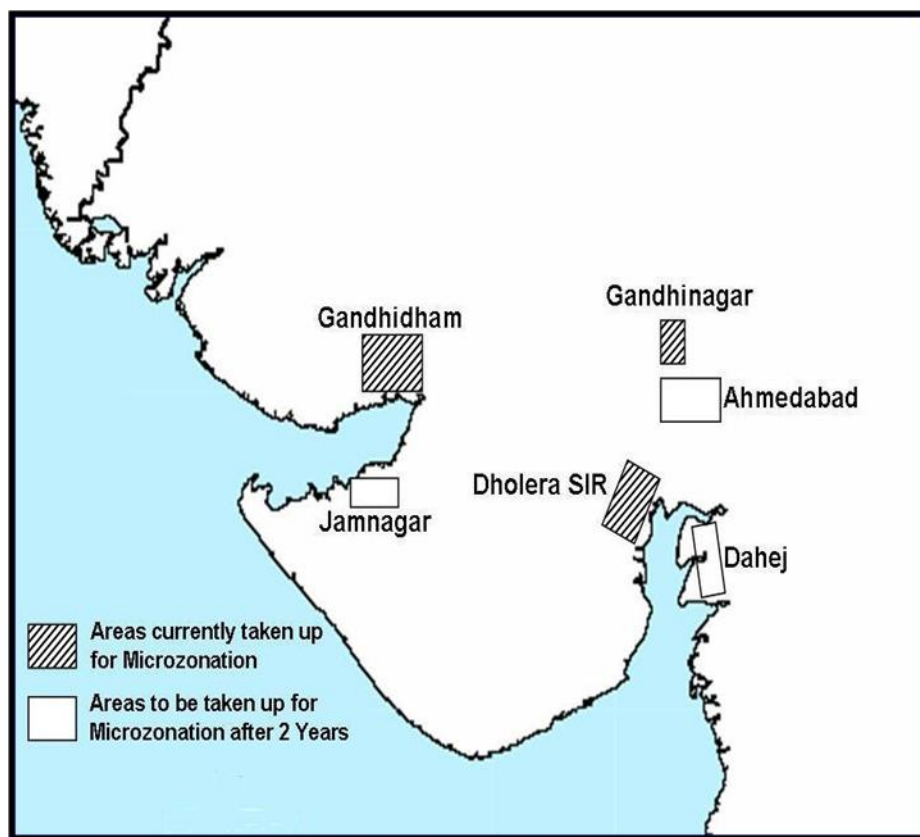 Gandhinagar
Gandhidham
Ahmedabad
Dholera SIR
Jamnagar
Dahej
Areas currently taken up
for Microzonation
Areas to be taken up for
Microzonation after 2 Years